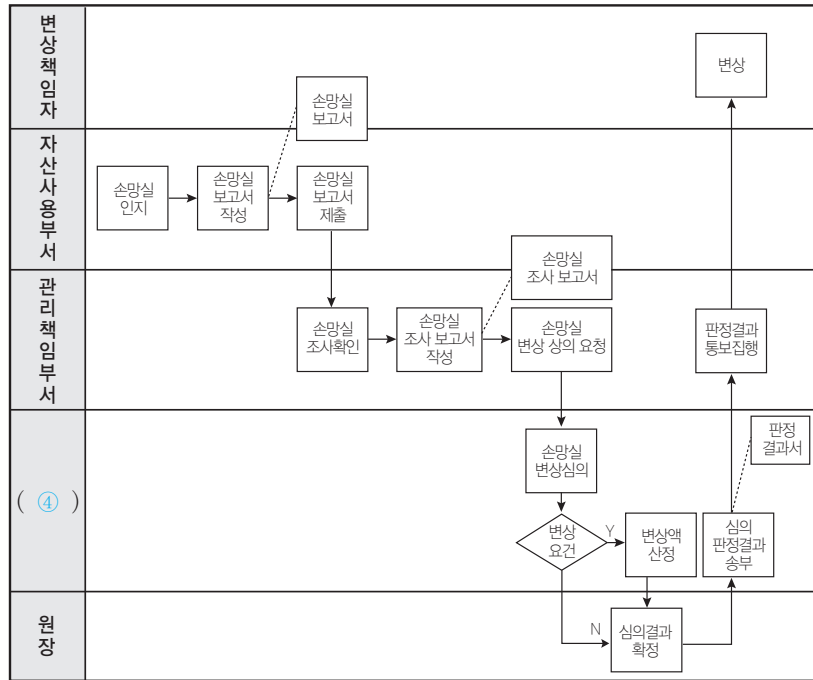 변상책임자
손망실
보고서
변상
자산사용부서
손망실
인지
손망실
보고서
작성
손망실
보고서
제출
관리책임부서
손망실
조사확인
손망실
조사 보고서
작성
손망실
조사 보고서
손망실
변상 상의 요청
판정결과
통보집행
( ④ )
손망실
변상심의
변상
요건
Y
변상액
산정
심의
판정결과
송부
판정
결과서
원장
N
심의결과
확정